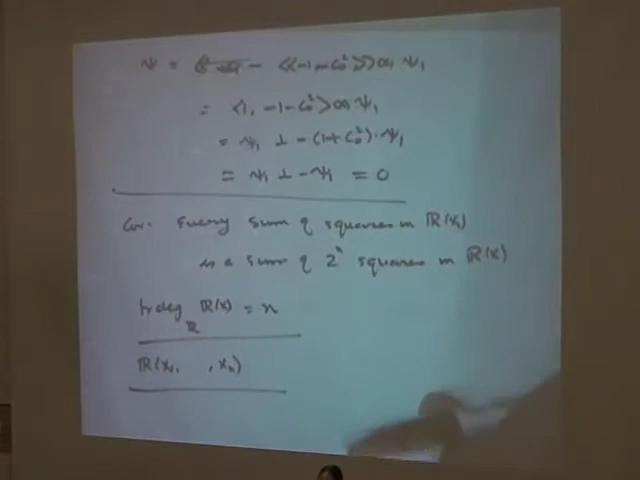 ψ = - << -1-c₀² >> ⊗ ψ₁
= <1, -1-c₀²> ⊗ ψ₁
= ψ₁ ⊥ -(1+c₀²)·ψ₁
= ψ₁ ⊥ -ψ₁ = 0
Cor. Every sum of squares in ℝ(X)
is a sum of 2ⁿ squares in ℝ(X)
trdeg ℝ(X) = n
ℝ
ℝ(X₁, , Xₙ)